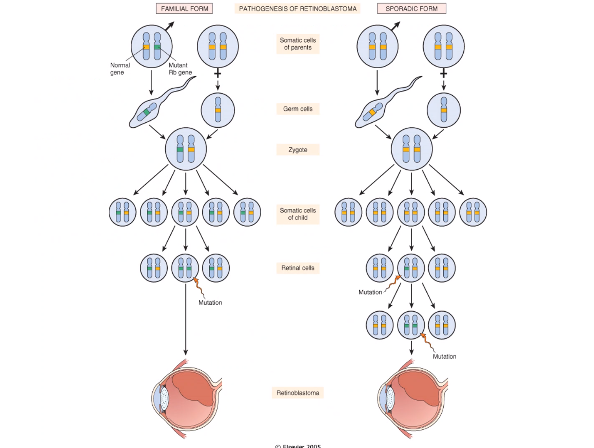 FAMILIAL FORM
PATHOGENESIS OF RETINOBLASTOMA
SPORADIC FORM
Somatic cells
of parents
Normal
gene
Mutant
Rb gene
Germ cells
Zygote
Somatic cells
of child
Retinal cells
Mutation
Mutation
Mutation
Retinoblastoma
© Elsevier 2005